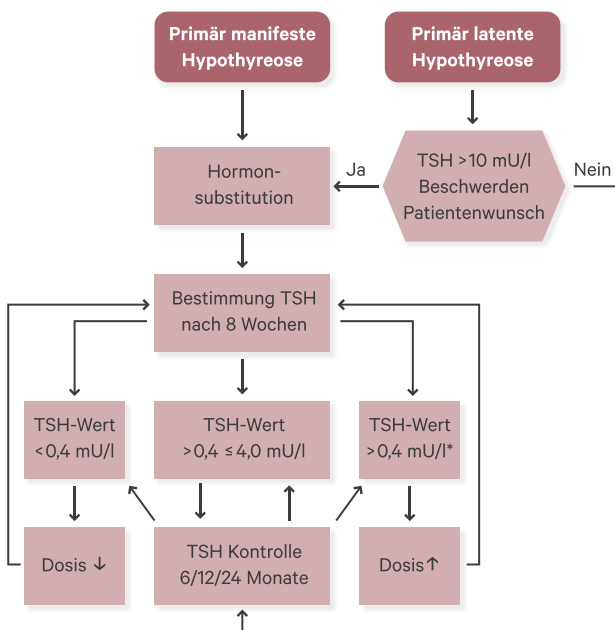 Primär manifeste
Hypothyreose
Primär latente
Hypothyreose
Hormon-
substitution
Ja
TSH >10 mU/l
Beschwerden
Patientenwunsch
Nein
Bestimmung TSH
nach 8 Wochen
TSH-Wert
<0,4 mU/l
TSH-Wert
>0,4 ≤4,0 mU/l
TSH-Wert
>0,4 mU/l*
Dosis ↓
TSH Kontrolle
6/12/24 Monate
Dosis↑